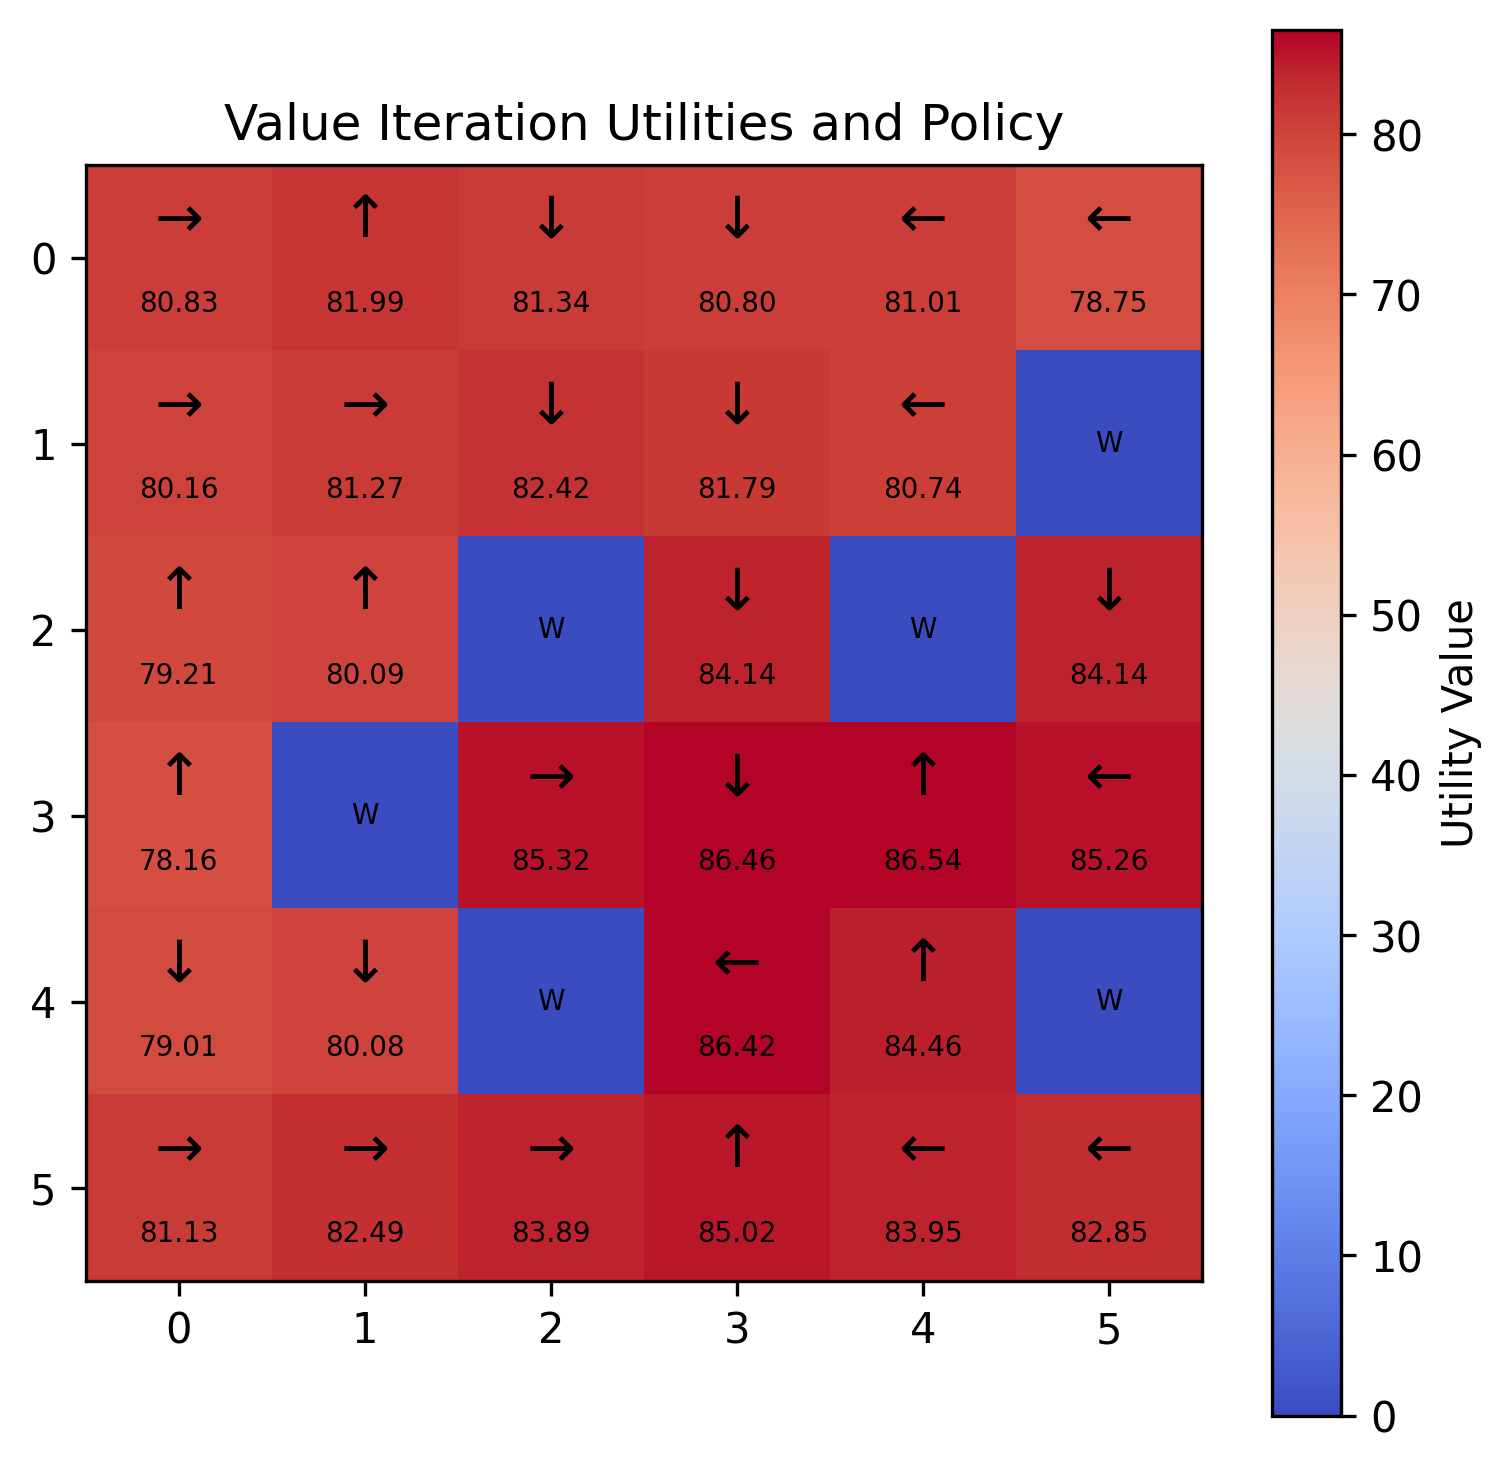 Value Iteration Utilities and Policy
→ ↑ ↓ ↓ ← ←
0
80.83 81.99 81.34 80.80 81.01 78.75
→ → ↓ ↓ ←
1 W
80.16 81.27 82.42 81.79 80.74
↑ ↑ ↓ ↓
2 W W
79.21 80.09 84.14 84.14
↑ → ↓ ↑ ←
3 W
78.16 85.32 86.46 86.54 85.26
↓ ↓ ← ↑
4 W W
79.01 80.08 86.42 84.46
→ → → ↑ ← ←
5
81.13 82.49 83.89 85.02 83.95 82.85
0 1 2 3 4 5
80
70
60
50
40
30
20
10
0
Utility Value